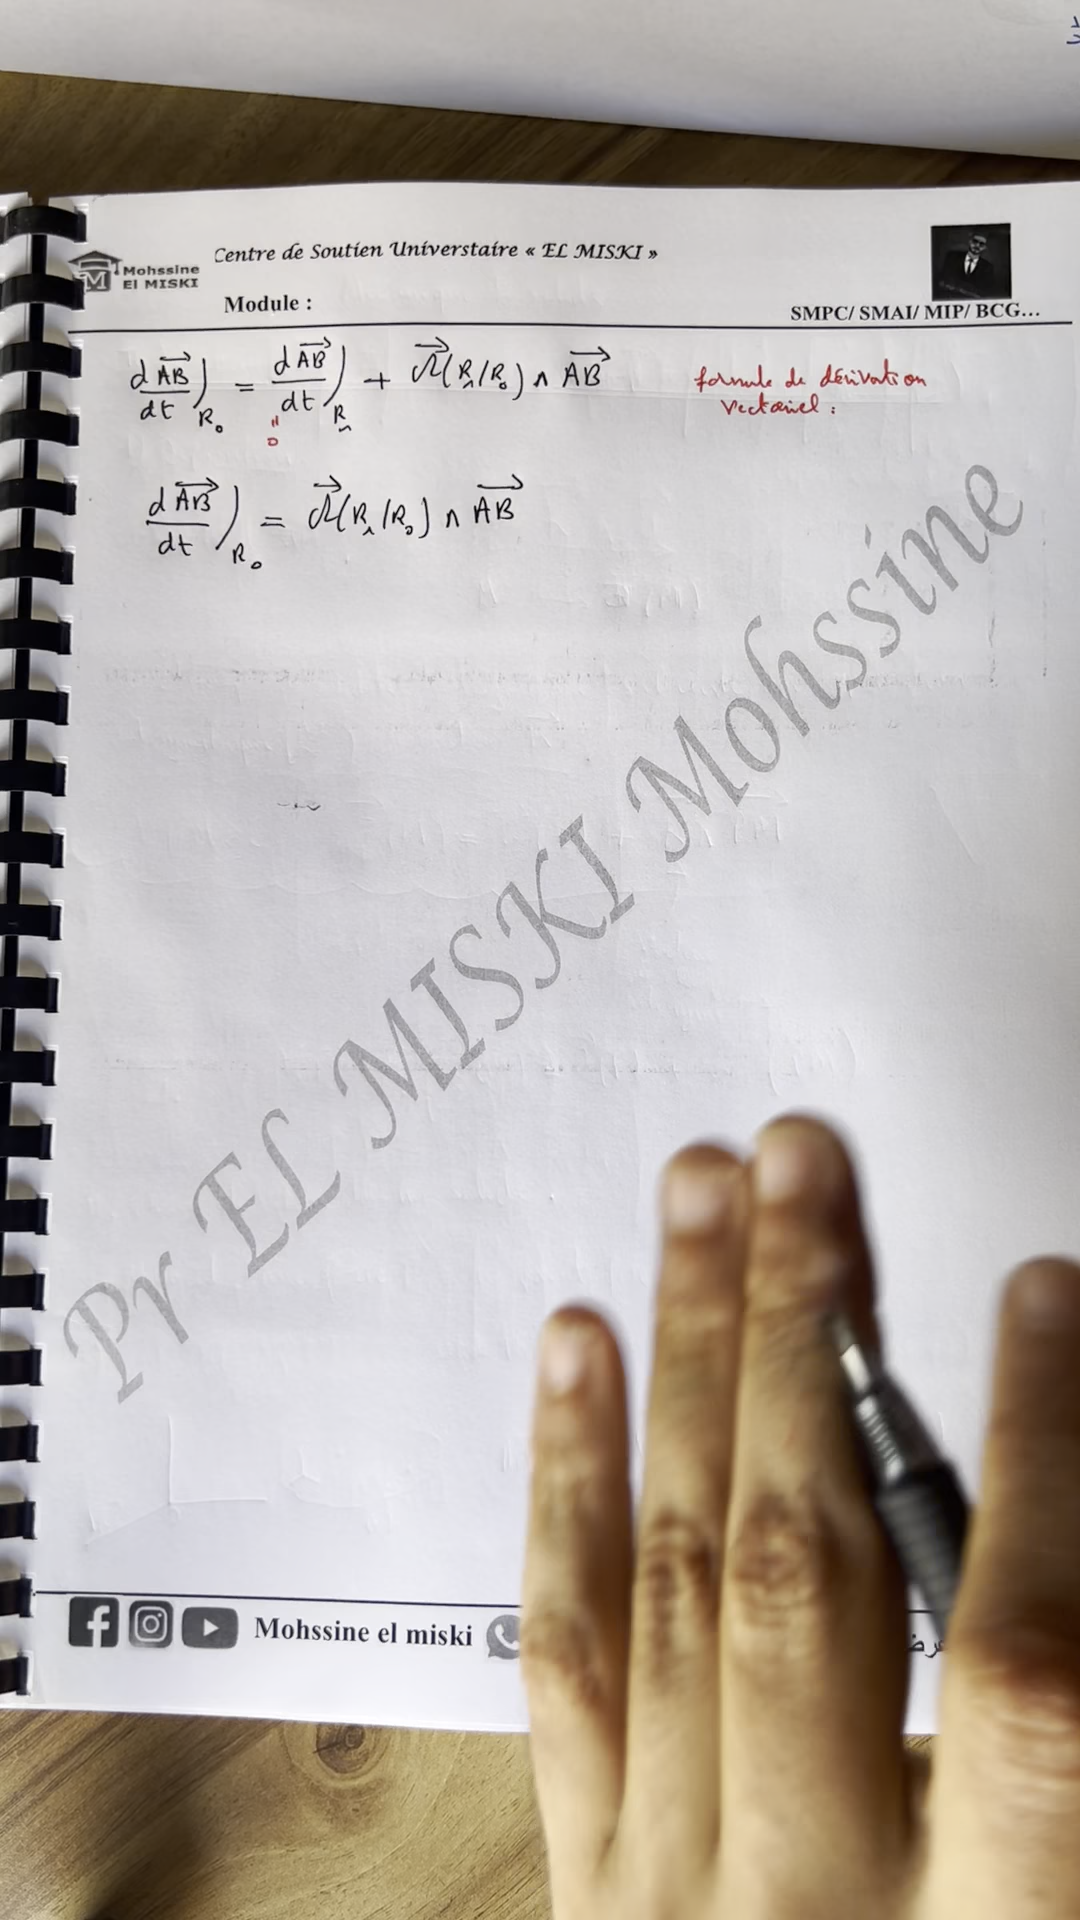 Centre de Soutien Universtaire « EL MISKI »
Mohssine
El MISKI
M
Module :
SMPC/ SMAI/ MIP/ BCG...
dAB/dt)R₀ = dAB/dt)R₁ + Ω(R₁/R₀) ∧ AB
formule de dérivation
vectoriel :
" 0
dAB/dt)R₀ = Ω(R₁/R₀) ∧ AB
Pr EL MISKI Mohssine
Mohssine el miski